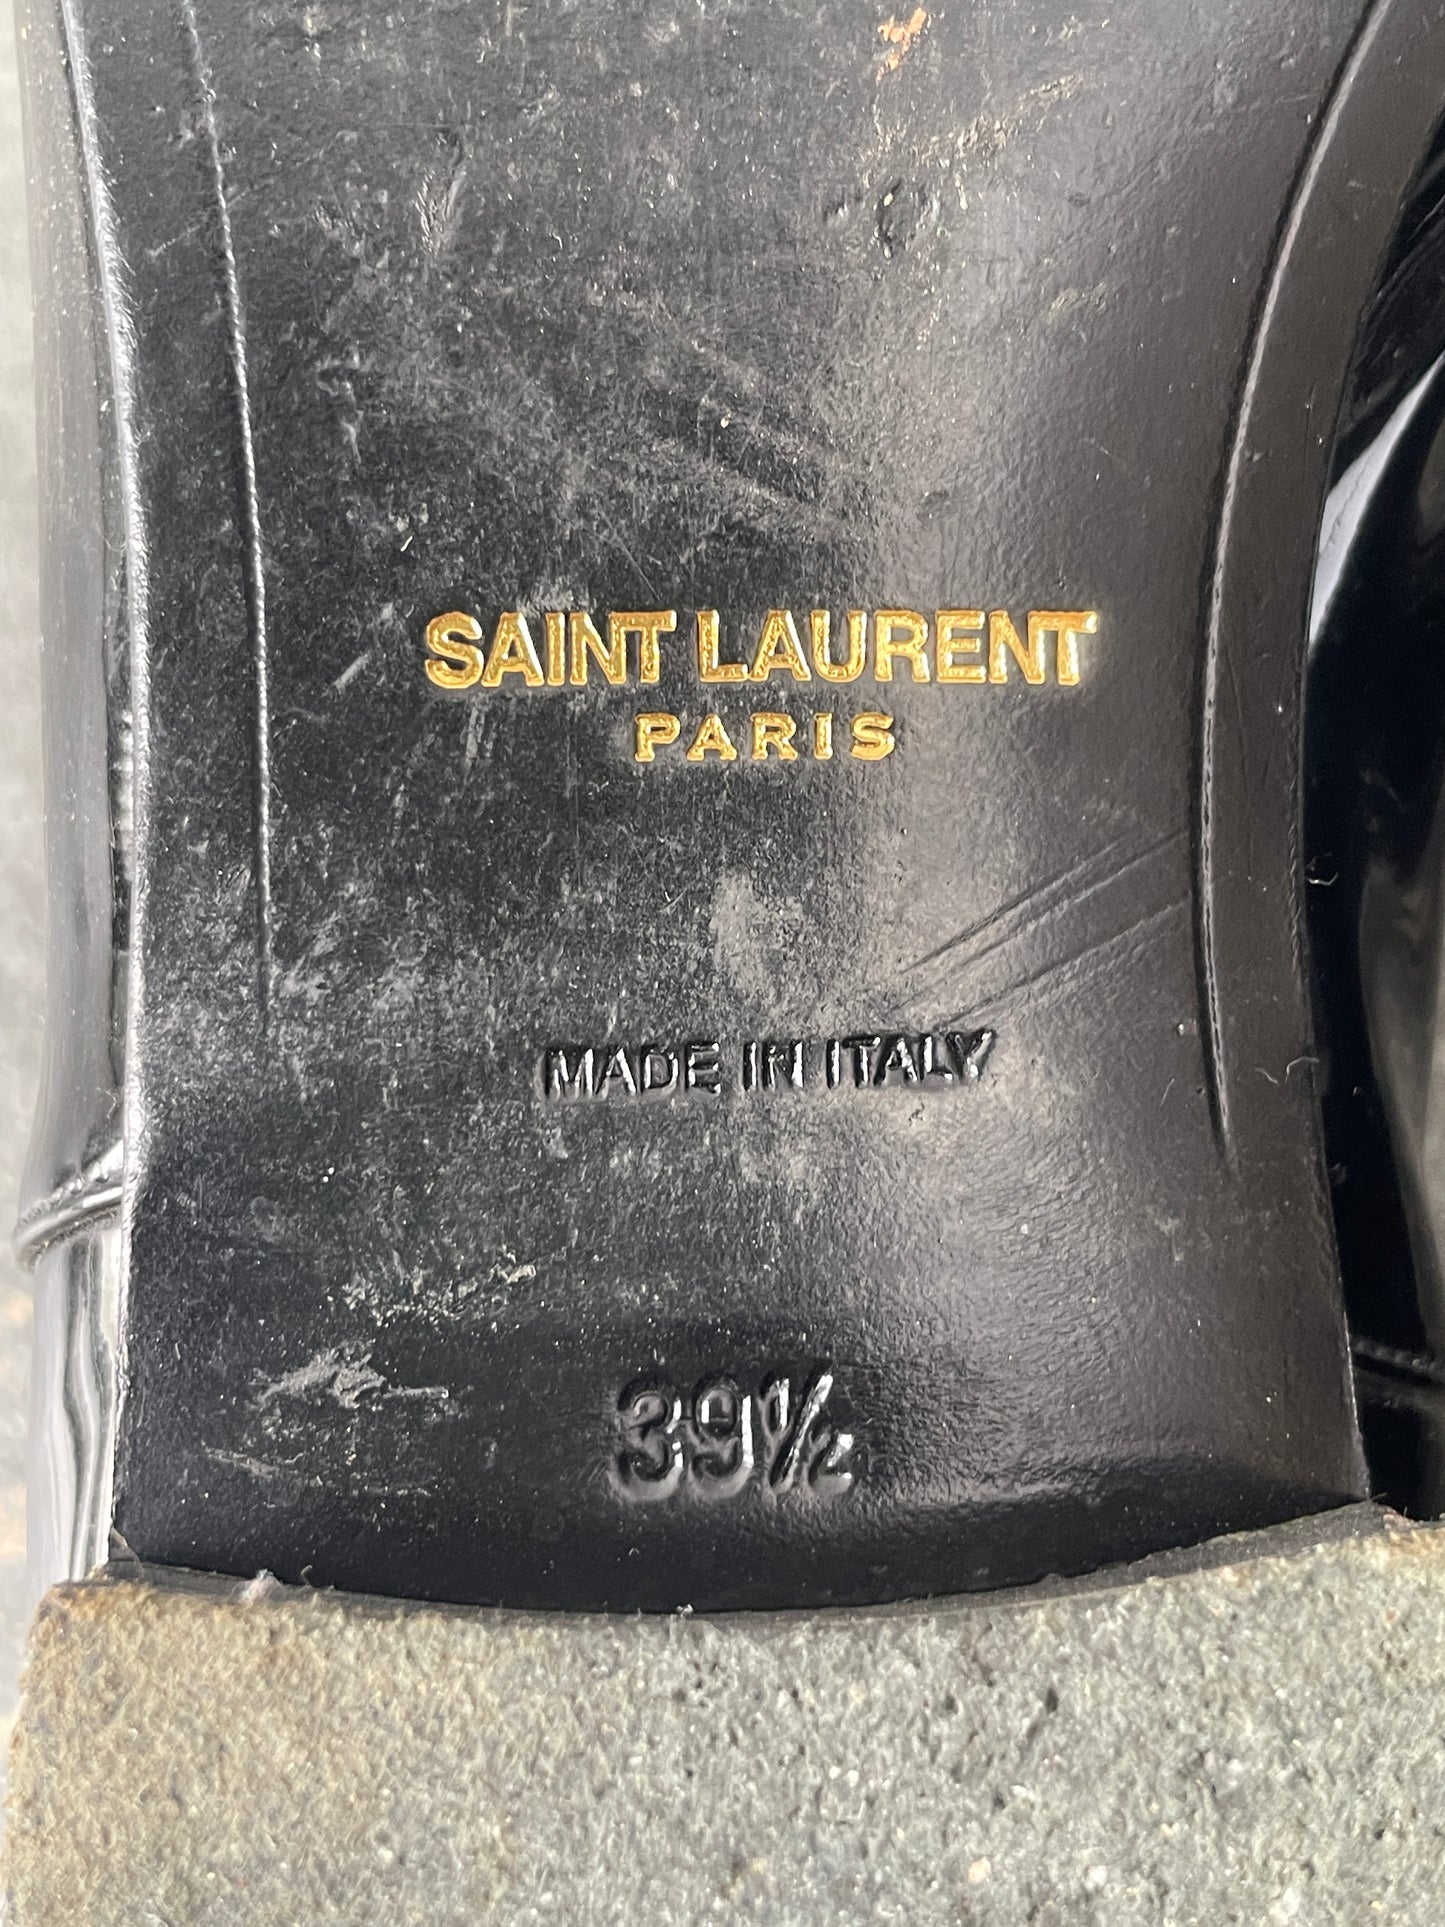 SAINT LAURENT
PARIS
MADE IN ITALY
39½